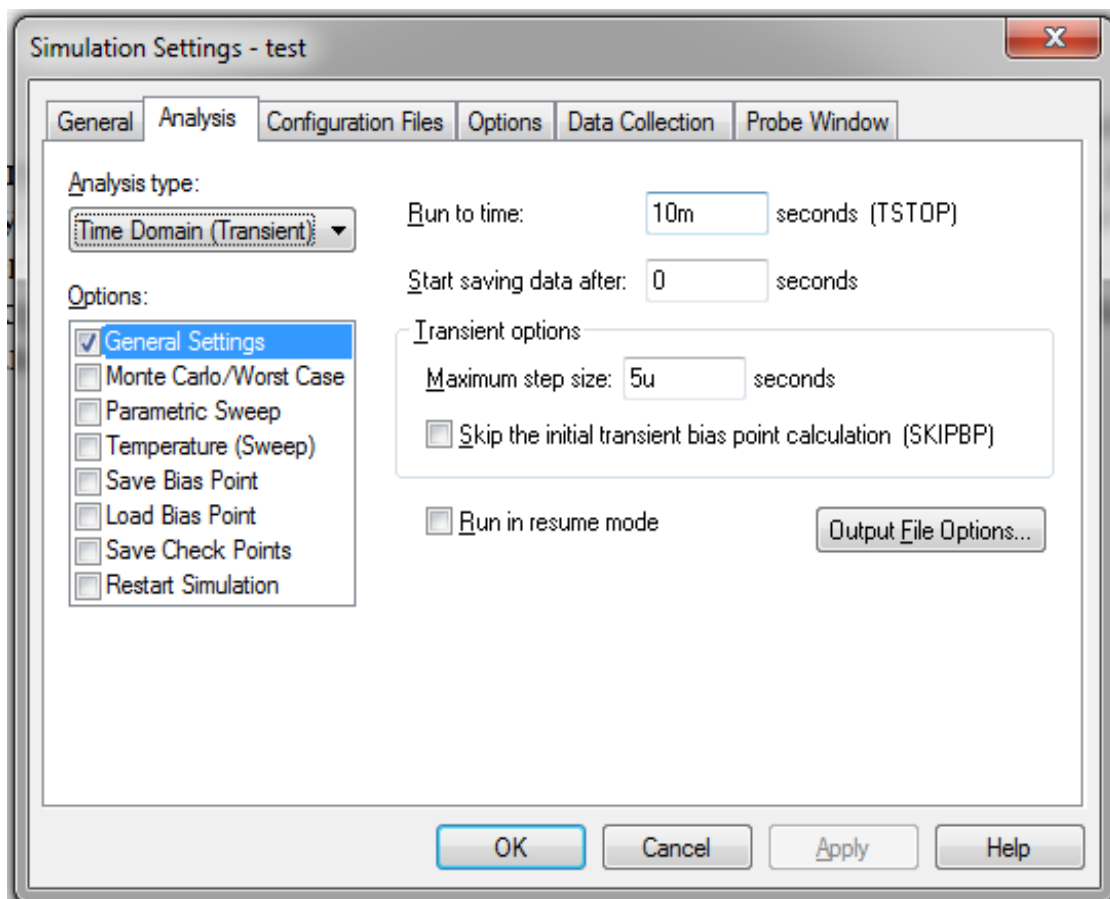 Simulation Settings - test
General Analysis Configuration Files Options Data Collection Probe Window
Analysis type:
Time Domain (Transient)
Options:
General Settings
Monte Carlo/Worst Case
Parametric Sweep
Temperature (Sweep)
Save Bias Point
Load Bias Point
Save Check Points
Restart Simulation
Run to time: 10m seconds (TSTOP)
Start saving data after: 0 seconds
Transient options
Maximum step size: 5u seconds
Skip the initial transient bias point calculation (SKIPBP)
Run in resume mode
Output File Options...
OK Cancel Apply Help